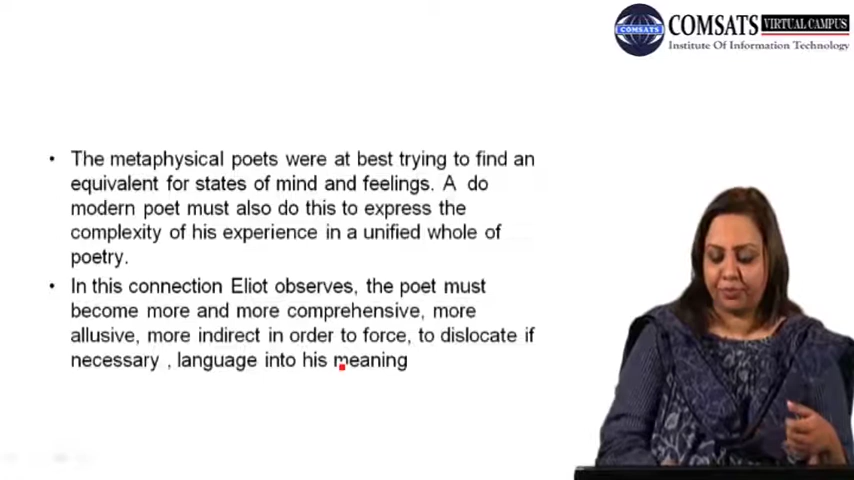 COMSATS VIRTUAL CAMPUS
Institute Of Information Technology
COMSATS
• The metaphysical poets were at best trying to find an
equivalent for states of mind and feelings. A do
modern poet must also do this to express the
complexity of his experience in a unified whole of
poetry.
• In this connection Eliot observes, the poet must
become more and more comprehensive, more
allusive, more indirect in order to force, to dislocate if
necessary , language into his meaning